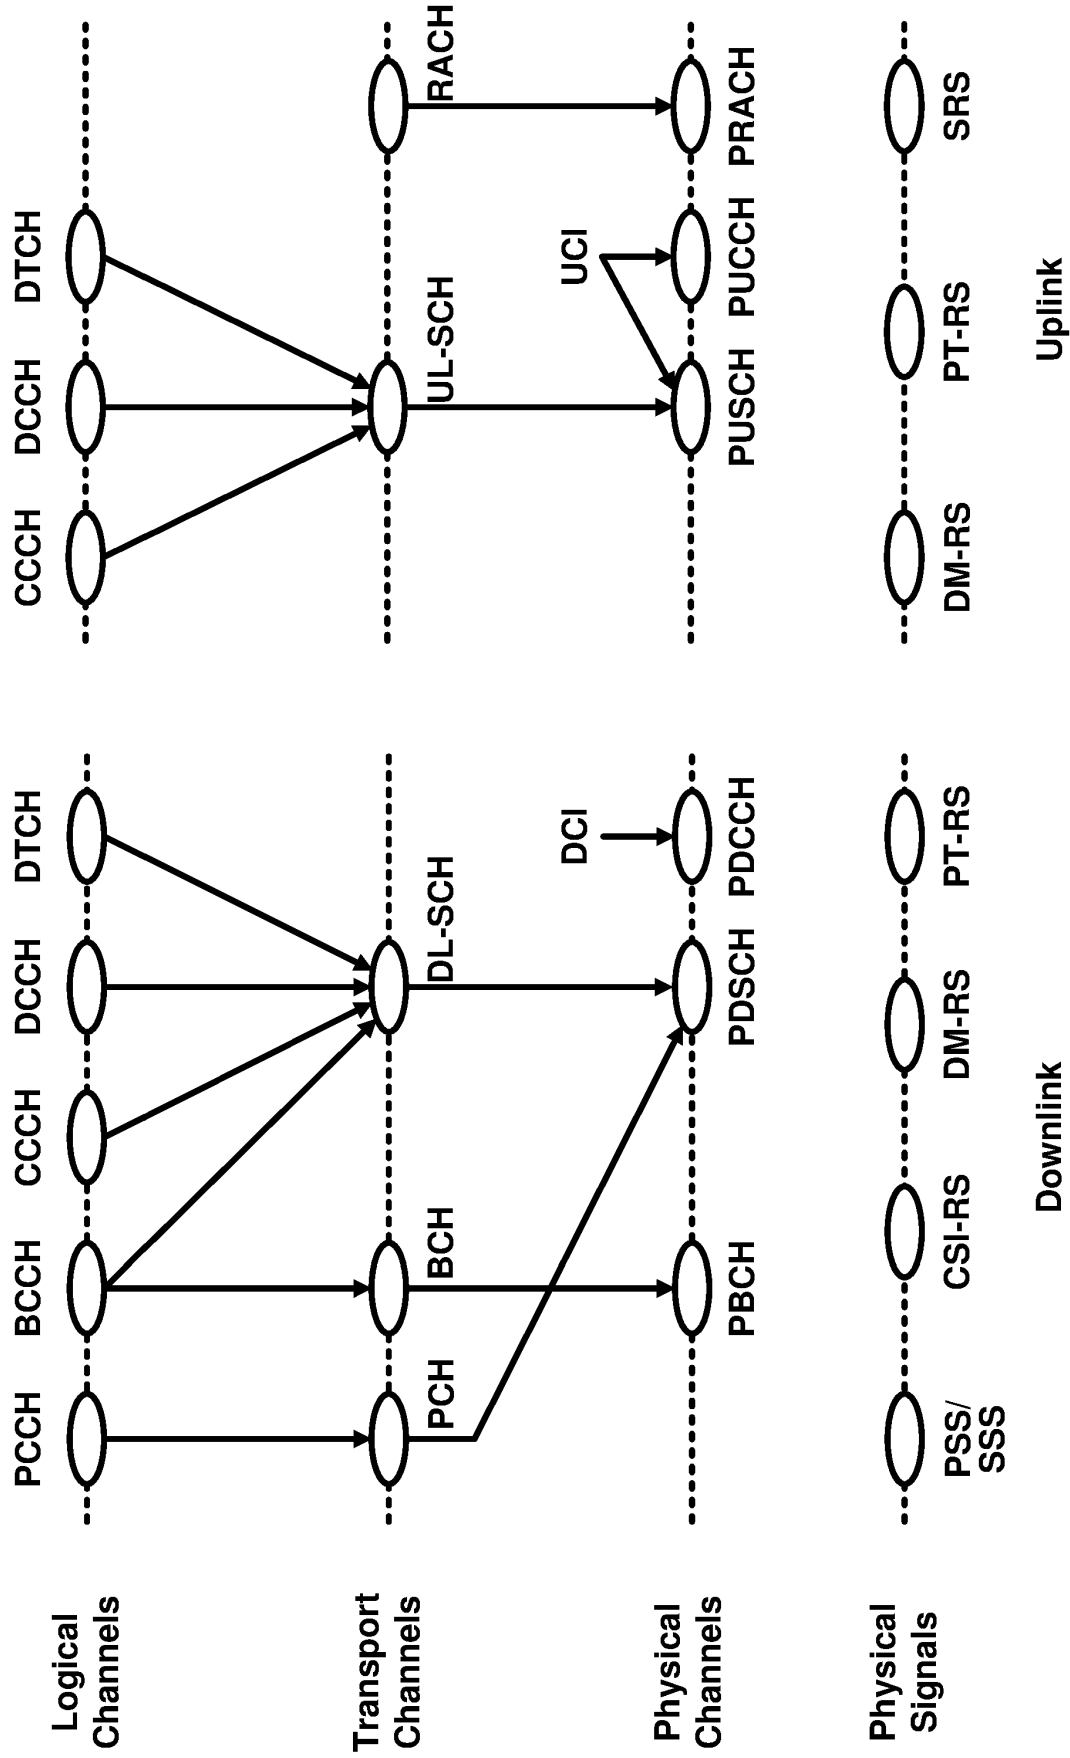 Logical
Channels
PCCH
BCCH
CCCH
DCCH
DTCH
CCCH
DCCH
DTCH
Transport
Channels
PCH
BCH
DL-SCH
UL-SCH
RACH
DCI
UCI
Physical
Channels
PBCH
PDSCH
PDCCH
PUSCH
PUCCH
PRACH
Physical
Signals
PSS/
SSS
CSI-RS
DM-RS
PT-RS
DM-RS
PT-RS
SRS
Downlink
Uplink